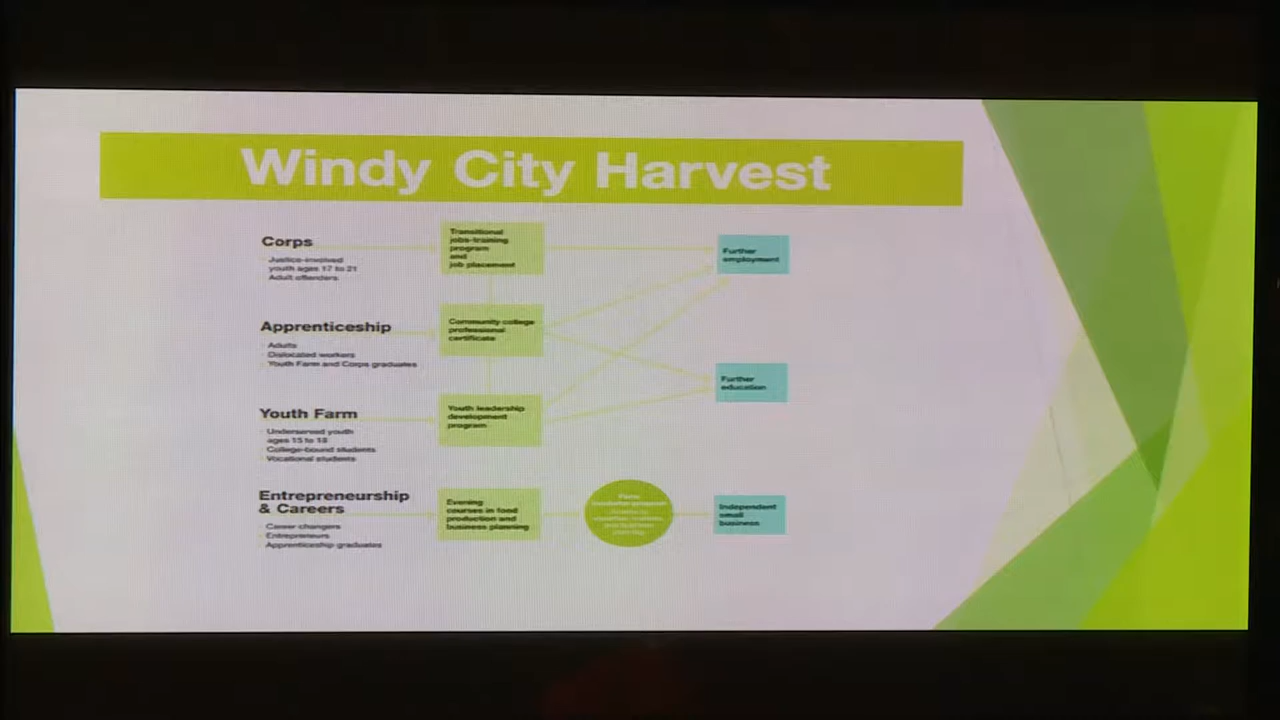 Windy City Harvest
Corps
Justice-involved
youth ages 17 to 21
Adult offenders
Transitional
jobs-training
program
and
job placement
Further
employment
Apprenticeship
Adults
Dislocated workers
Youth Farm and Corps graduates
Community college
professional
certificate
Further
education
Youth Farm
Underserved youth
ages 15 to 18
College-bound students
Vocational students
Youth leadership
development
program
Entrepreneurship
& Careers
Career changers
Entrepreneurs
Apprenticeship graduates
Evening
courses in food
production and
business planning
Independent
small
business